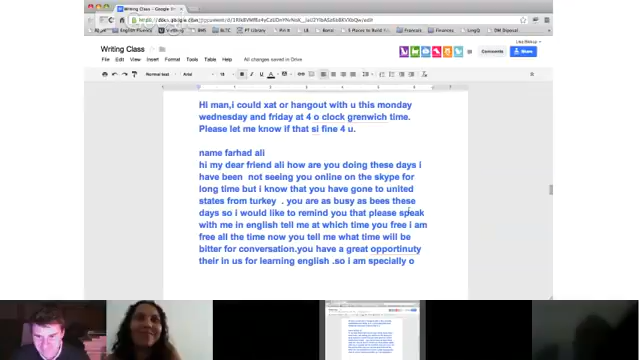 Writing Class
File Edit View Insert Format Tools Table Help All changes saved in Drive
Comments Share
Normal text Arial 18
Hi man,i could xat or hangout with u this monday
wednesday and friday at 4 o clock grenwich time.
Please let me know if that si fine 4 u.
name farhad ali
hi my dear friend ali how are you doing these days i
have been not seeing you online on the skype for
long time but i know that you have gone to united
states from turkey . you are as busy as bees these
days so i would like to remind you that please speak
with me in english tell me at which time you free i am
free all the time now you tell me what time will be
bitter for conversation.you have a great opportinuty
their in us for learning english .so i am specially o